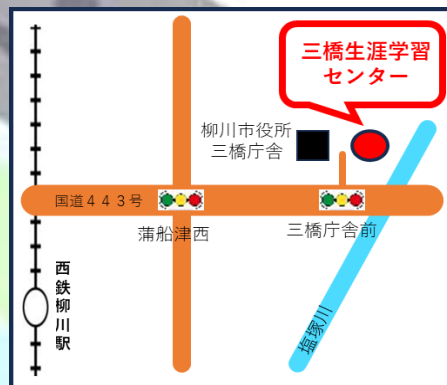 三橋生涯学習
センター
柳川市役所
三橋庁舎
国道４４３号
蒲船津西
三橋庁舎前
西鉄柳川駅
塩塚川